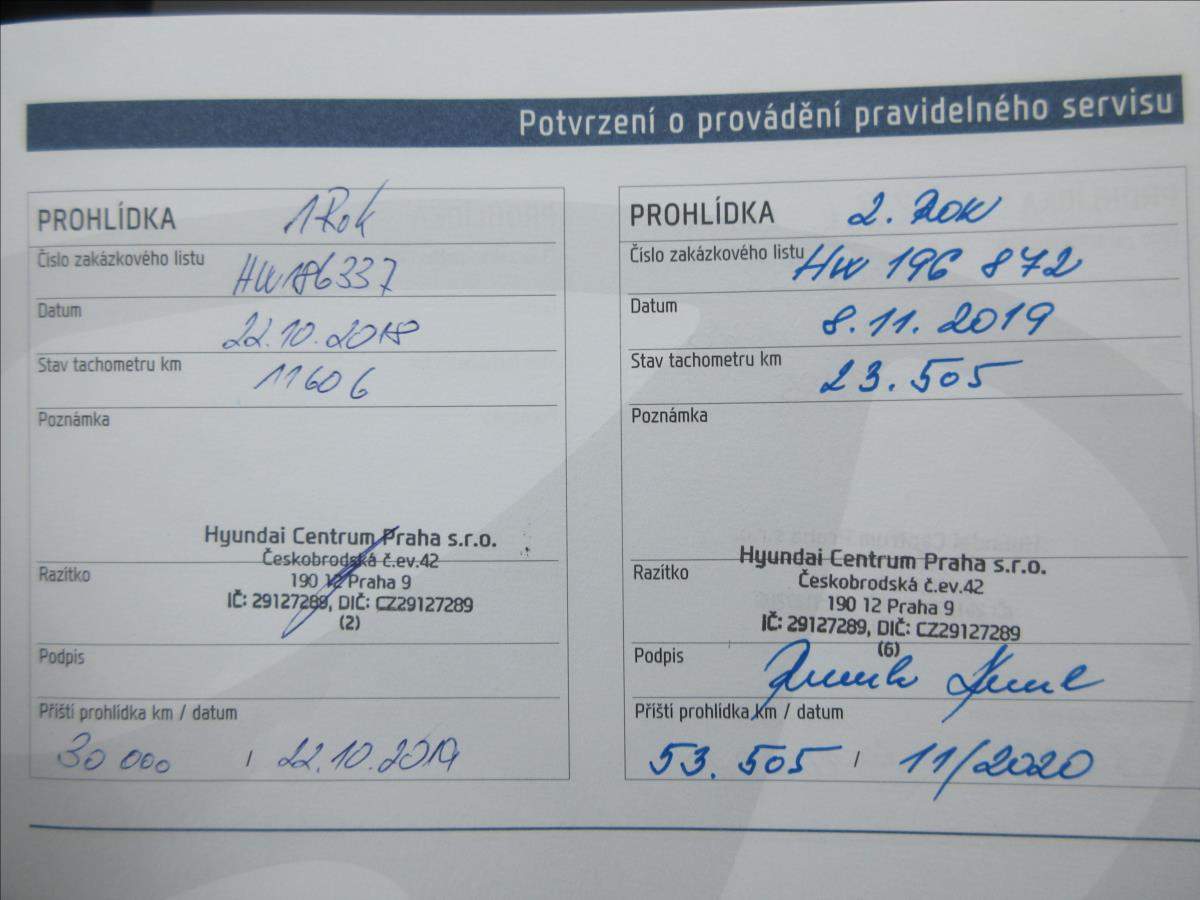 Potvrzení o provádění pravidelného servisu
PROHLÍDKA 1 Rok
Číslo zakázkového listu HW186337
Datum 22.10.2018
Stav tachometru km 11606
Poznámka
Hyundai Centrum Praha s.r.o.
Českobrodská č.ev.42
Razítko 190 12 Praha 9
IČ: 29127289, DIČ: CZ29127289
(2)
Podpis
Příští prohlídka km / datum
30 000 / 22.10.2019
PROHLÍDKA 2. Rok
Číslo zakázkového listu HW 196 872
Datum 8.11.2019
Stav tachometru km 23.505
Poznámka
Hyundai Centrum Praha s.r.o.
Razítko Českobrodská č.ev.42
190 12 Praha 9
IČ: 29127289, DIČ: CZ29127289
(6)
Podpis
Příští prohlídka km / datum
53.505 / 11/2020